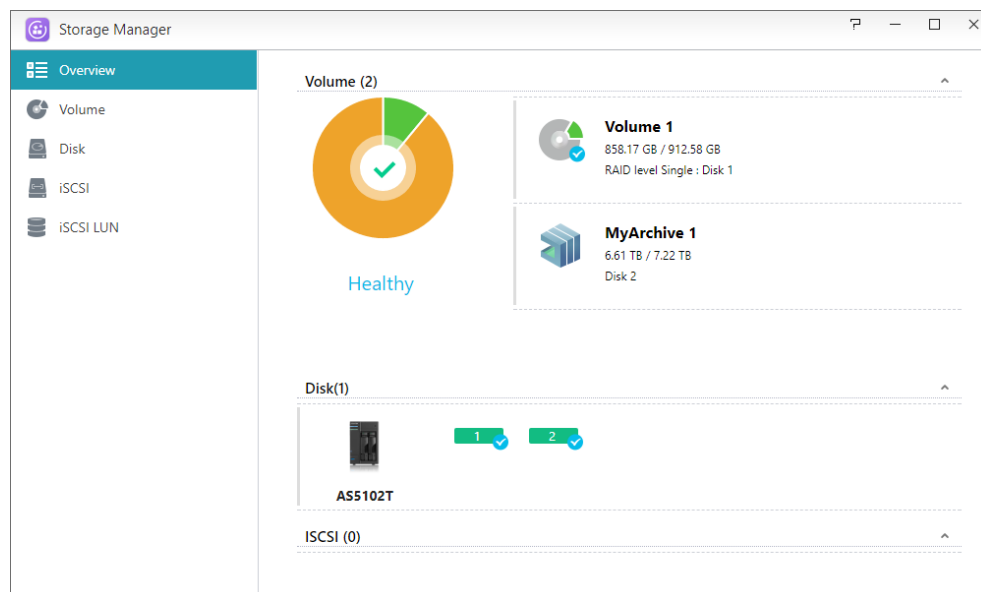 Storage Manager
Overview
Volume
Disk
iSCSI
iSCSI LUN
Volume (2)
Healthy
Volume 1
858.17 GB / 912.58 GB
RAID level Single : Disk 1
MyArchive 1
6.61 TB / 7.22 TB
Disk 2
Disk(1)
1
2
AS5102T
ISCSI (0)